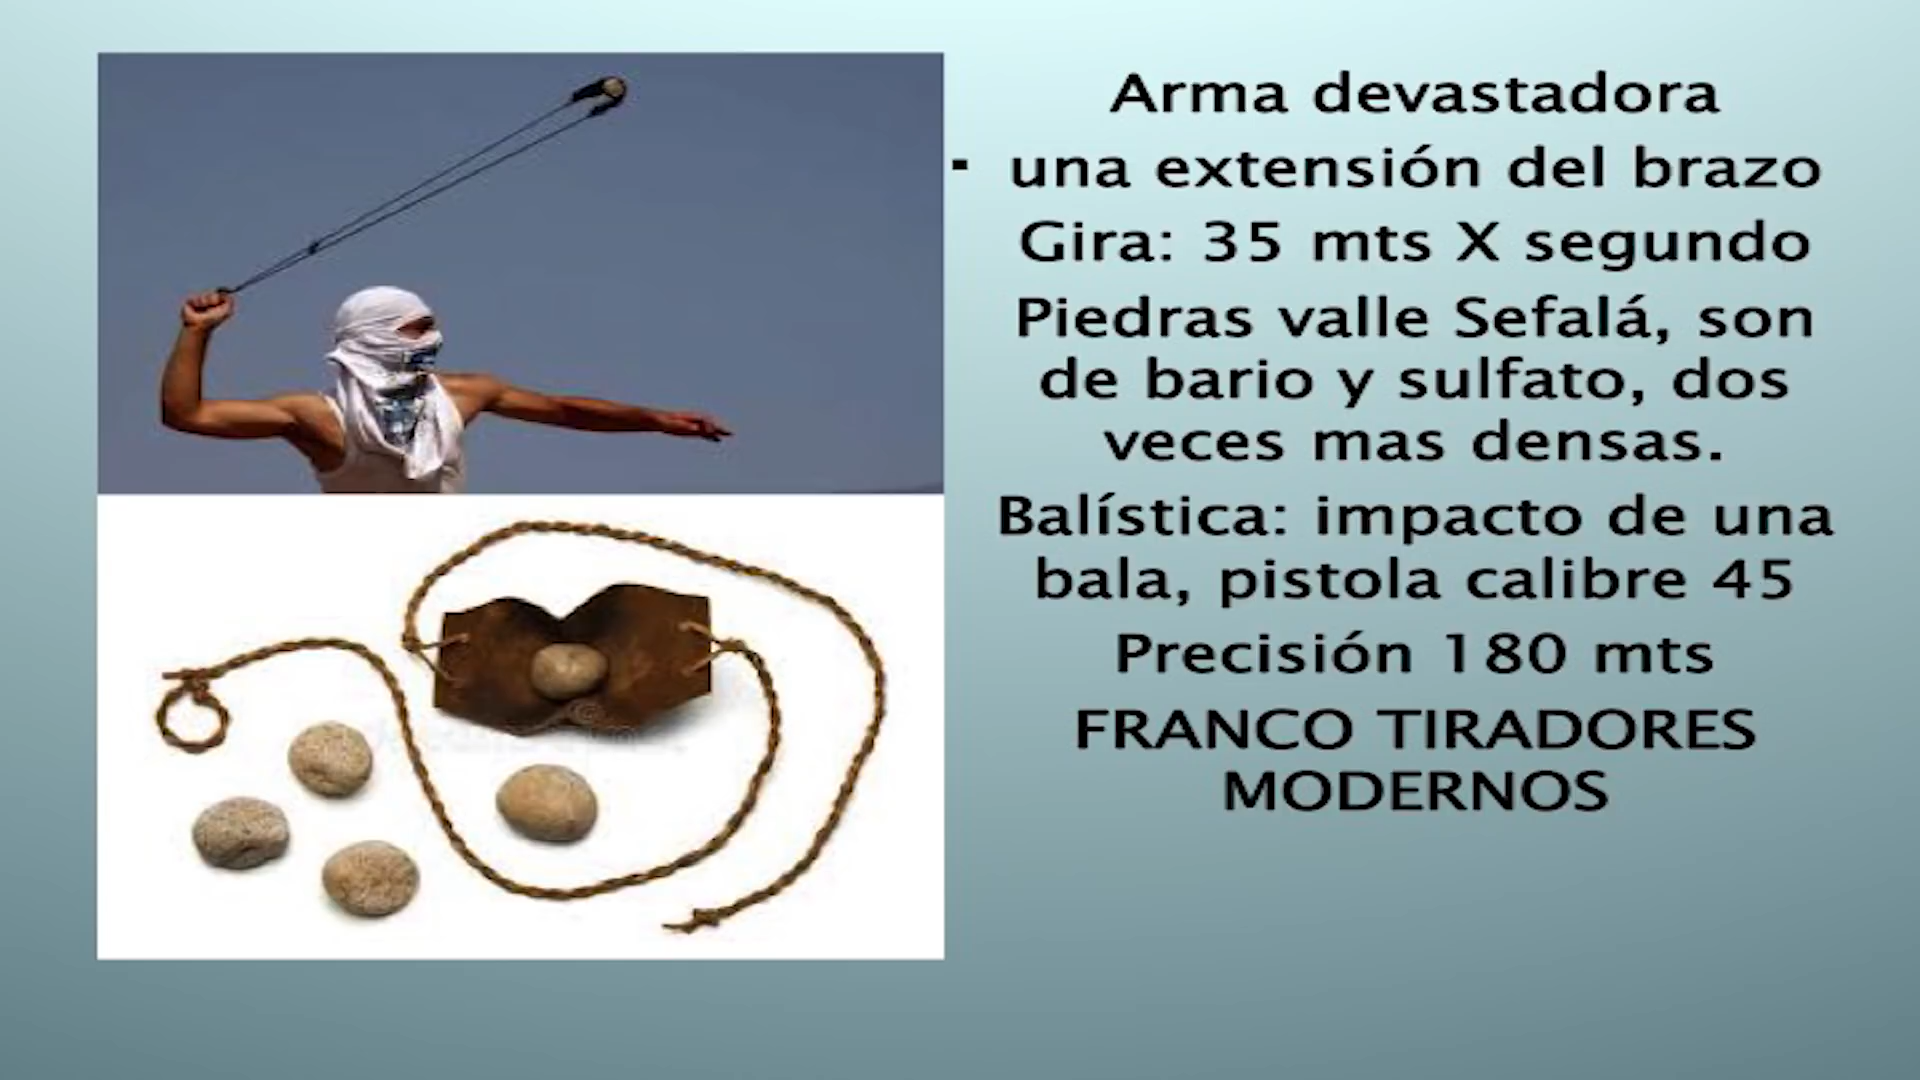 Arma devastadora
▪ una extensión del brazo
Gira: 35 mts X segundo
Piedras valle Sefalá, son
de bario y sulfato, dos
veces mas densas.
Balística: impacto de una
bala, pistola calibre 45
Precisión 180 mts
FRANCO TIRADORES
MODERNOS